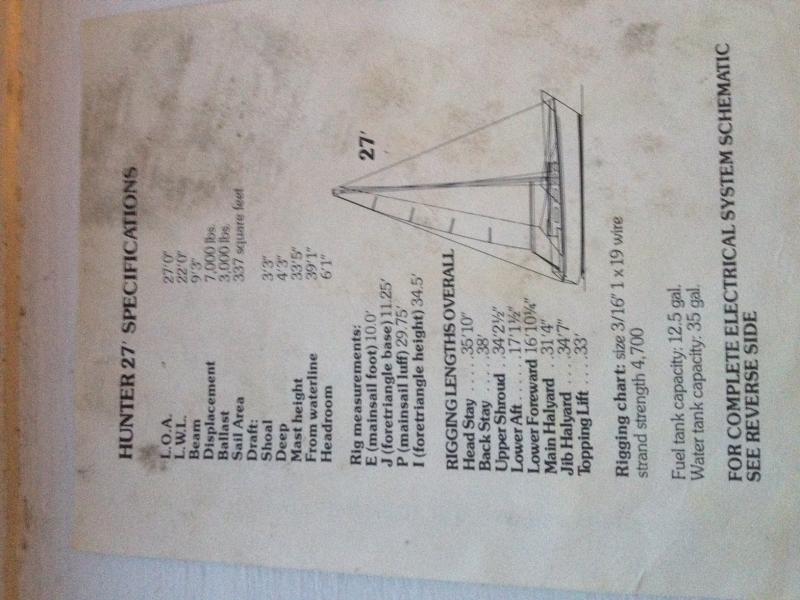 HUNTER 27' SPECIFICATIONS
L.O.A. 27'0"
L.W.L. 22'0"
Beam 9'3"
Displacement 7,000 lbs.
Ballast 3,000 lbs.
Sail Area 337 square feet
Draft:
Shoal 3'3"
Deep 4'3"
Mast height 33'5"
From waterline 39'1"
Headroom 6'1"
27'
Rig measurements:
E (mainsail foot) 10.0'
J (foretriangle base) 11.25'
P (mainsail luff) 29.75'
I (foretriangle height) 34.5'
RIGGING LENGTHS OVERALL
Head Stay .....35'10"
Back Stay .....38'
Upper Shroud ..34'2½"
Lower Aft......17'1½"
Lower Foreward 16'10¼"
Main Halyard ..31'4"
Jib Halyard ....34'7"
Topping Lift ....33'
Rigging chart: size 3/16" 1 x 19 wire
strand strength 4,700
Fuel tank capacity: 12.5 gal.
Water tank capacity: 35 gal.
FOR COMPLETE ELECTRICAL SYSTEM SCHEMATIC
SEE REVERSE SIDE